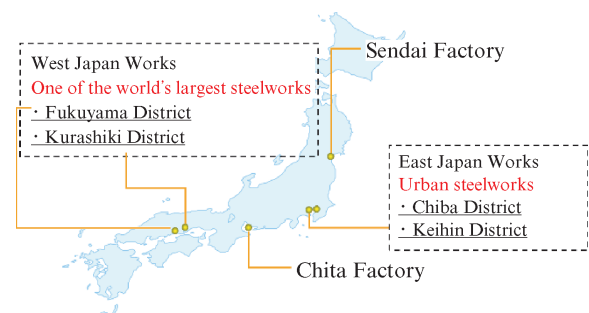 Sendai Factory
West Japan Works
One of the world's largest steelworks
・Fukuyama District
・Kurashiki District
East Japan Works
Urban steelworks
・Chiba District
・Keihin District
Chita Factory